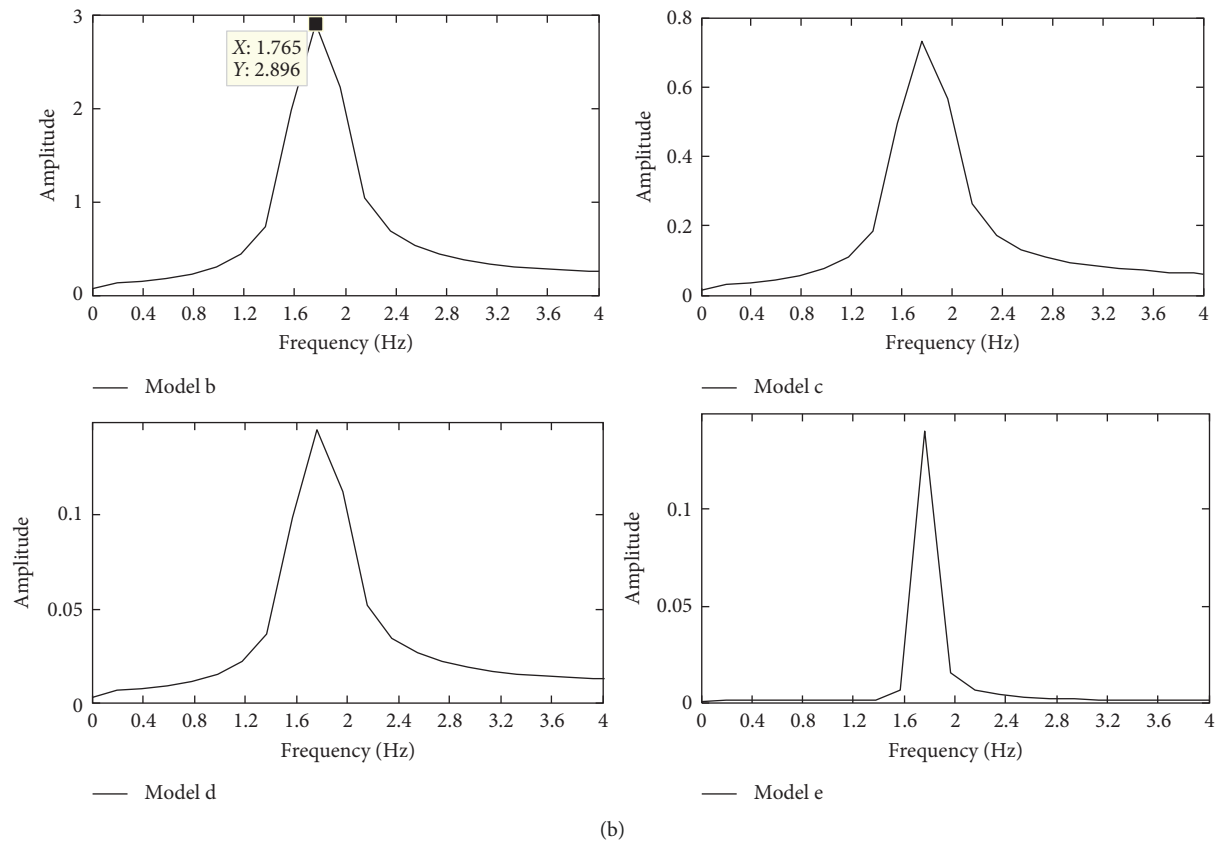 3
2
1
0
Amplitude
X: 1.765
Y: 2.896
0 0.4 0.8 1.2 1.6 2 2.4 2.8 3.2 3.6 4
Frequency (Hz)
Model b
0.8
0.6
0.4
0.2
0
Amplitude
0 0.4 0.8 1.2 1.6 2 2.4 2.8 3.2 3.6 4
Frequency (Hz)
Model c
0.1
0.05
0
Amplitude
0 0.4 0.8 1.2 1.6 2 2.4 2.8 3.2 3.6 4
Frequency (Hz)
Model d
0.1
0.05
0
Amplitude
0 0.4 0.8 1.2 1.6 2 2.4 2.8 3.2 3.6 4
Frequency (Hz)
Model e
(b)